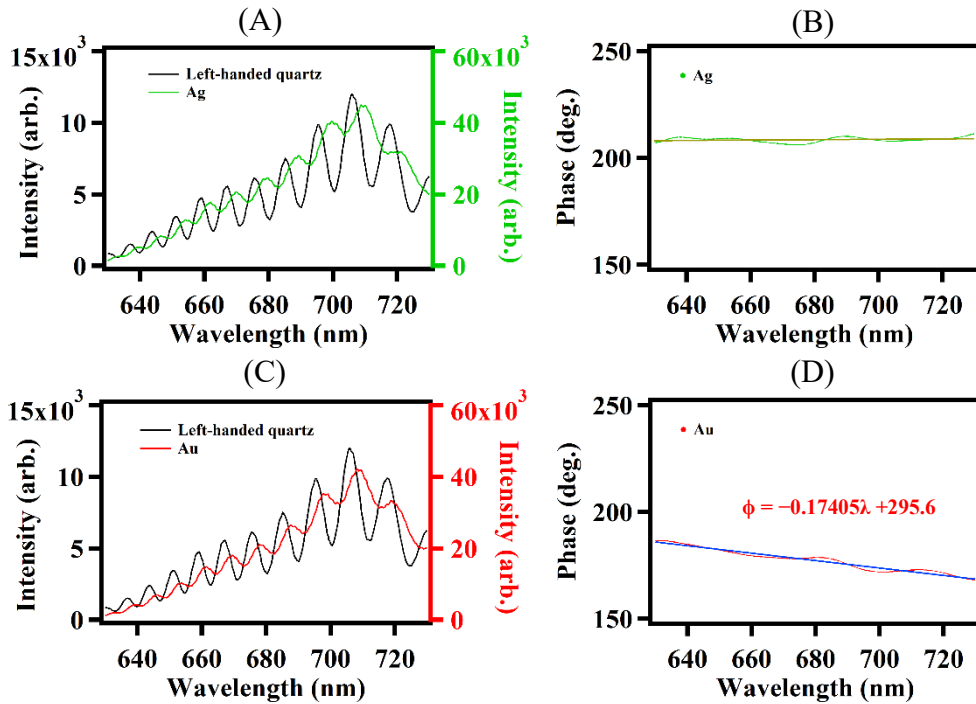 (A)
15x10³
10
5
0
Intensity (arb.)
Left-handed quartz
Ag
60x10³
40
20
0
Intensity (arb.)
640 660 680 700 720
Wavelength (nm)
(B)
250
200
150
Phase (deg.)
Ag
640 660 680 700 720
Wavelength (nm)
(C)
15x10³
10
5
0
Intensity (arb.)
Left-handed quartz
Au
60x10³
40
20
0
Intensity (arb.)
640 660 680 700 720
Wavelength (nm)
(D)
250
200
150
Phase (deg.)
Au
ϕ = −0.17405λ +295.6
640 660 680 700 720
Wavelength (nm)